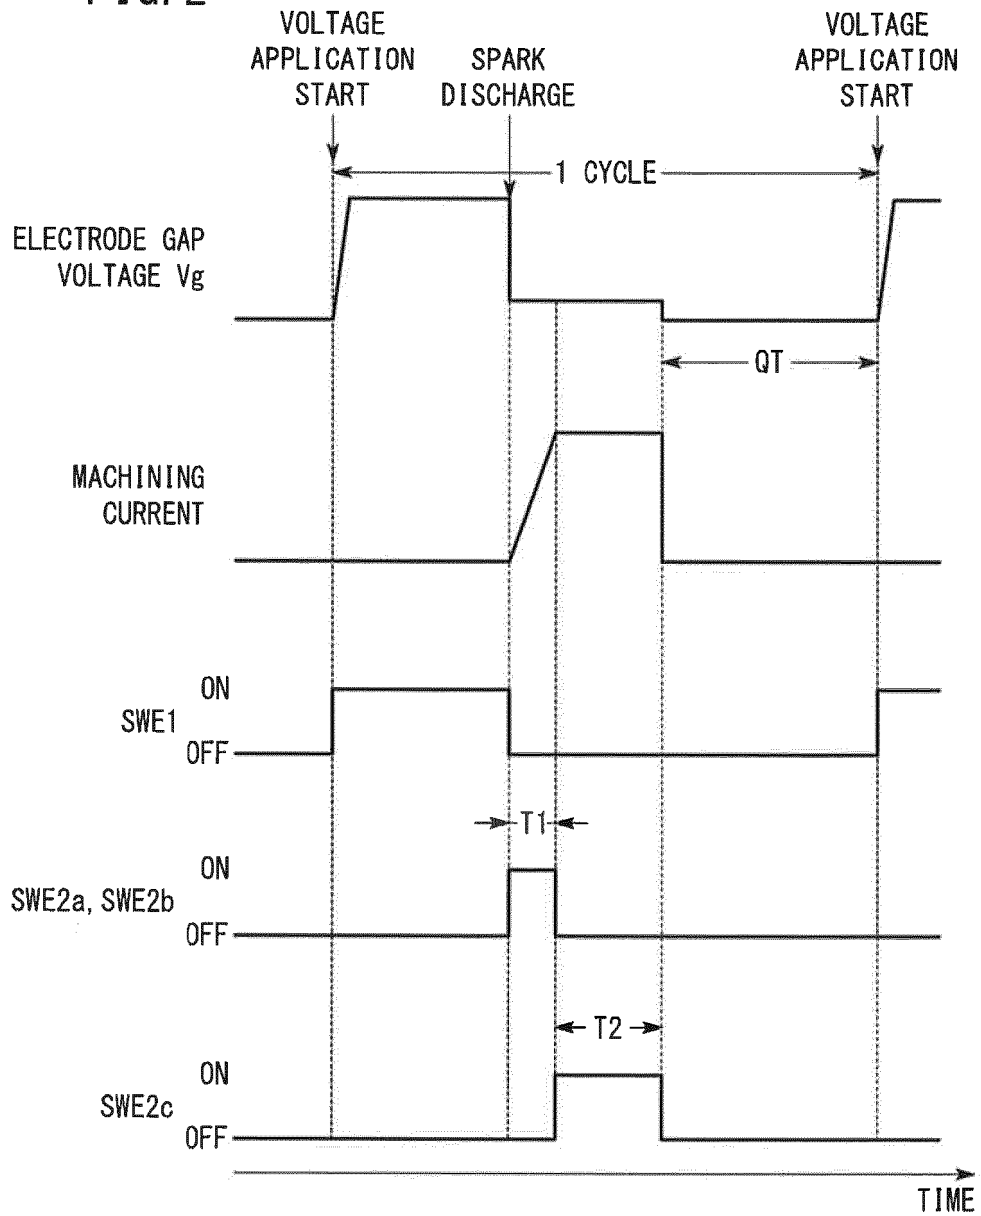 VOLTAGE
APPLICATION
START
SPARK
DISCHARGE
VOLTAGE
APPLICATION
START
1 CYCLE
ELECTRODE GAP
VOLTAGE Vg
QT
MACHINING
CURRENT
ON
SWE1
OFF
T1
ON
SWE2a, SWE2b
OFF
T2
ON
SWE2c
OFF
TIME